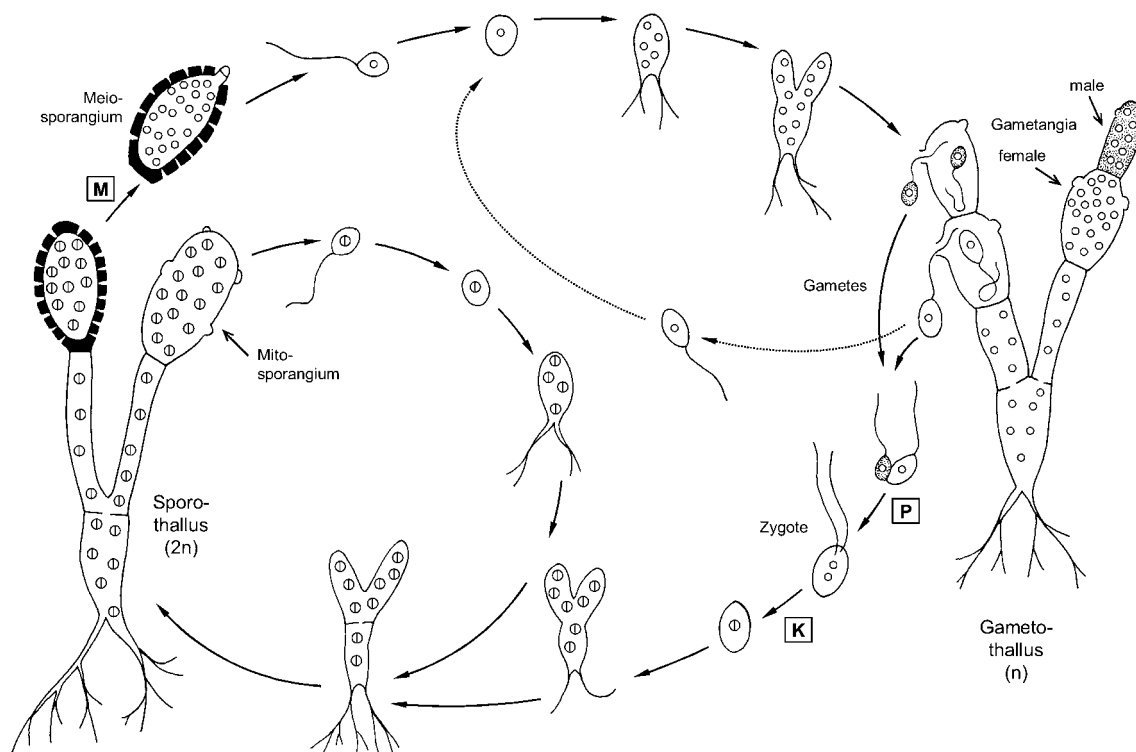 Meio-
sporangium
M
Mito-
sporangium
Sporo-
thallus
(2n)
male
Gametangia
female
Gametes
P
Zygote
K
Gameto-
thallus
(n)